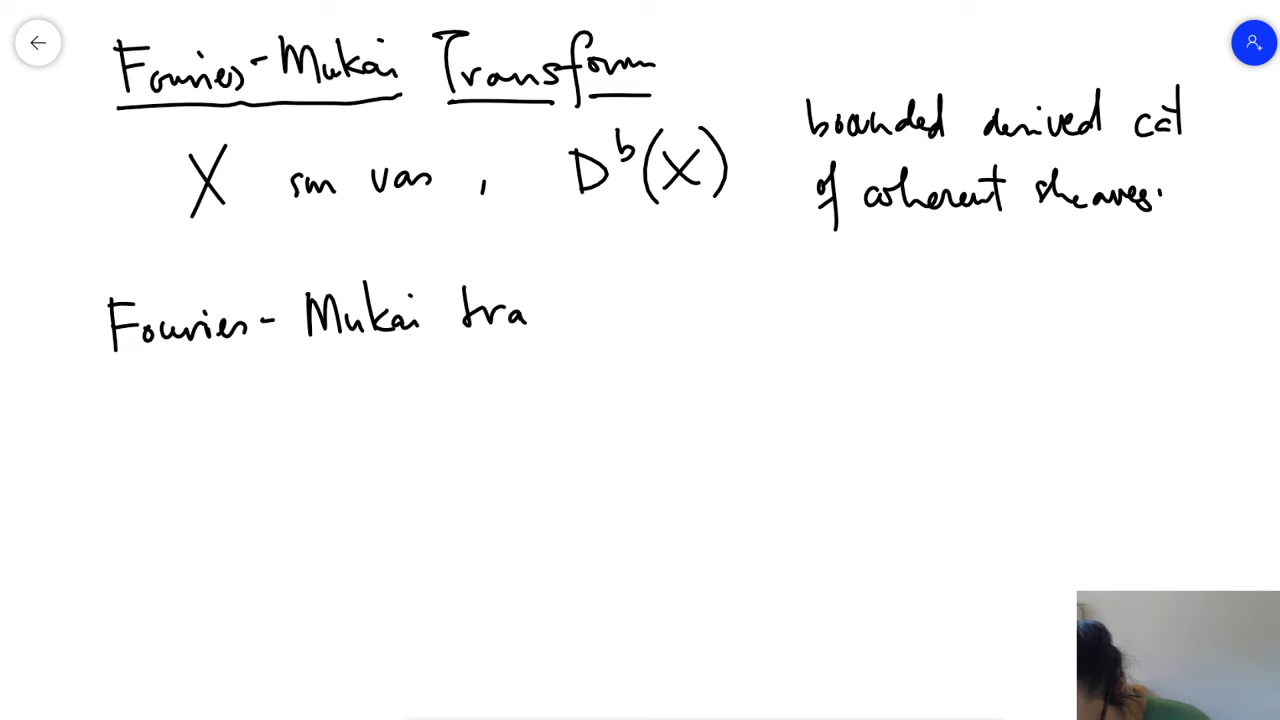 Fourier-Mukai Transform
X sm var , D^b(X) bounded derived cat
of coherent sheaves.
Fourier-Mukai tra